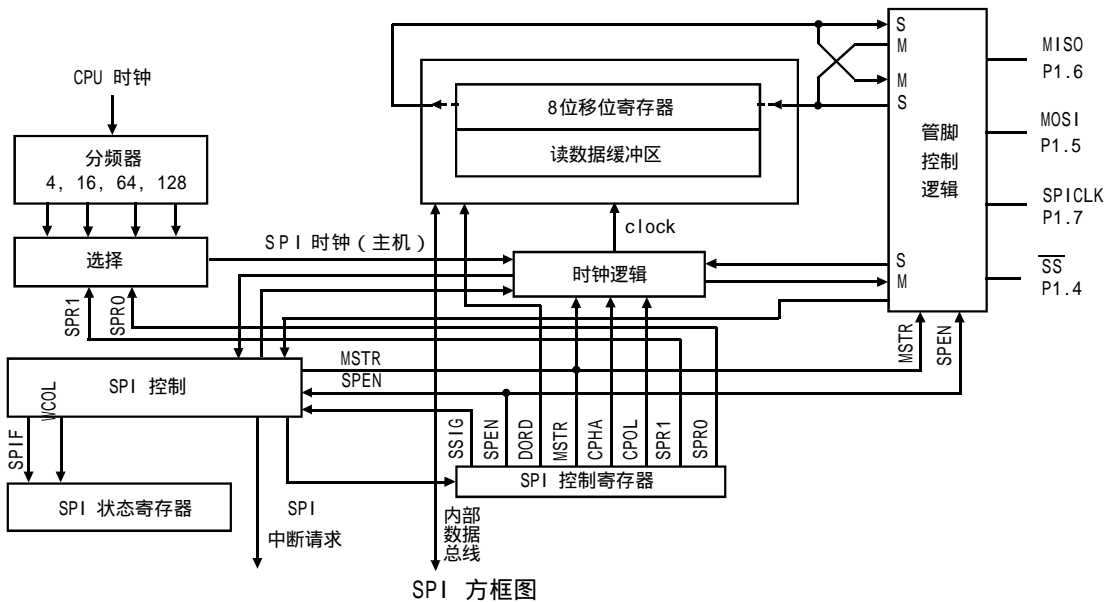 S
M
MISO
P1.6
CPU 时钟
M
S
8位移位寄存器
MOSI
P1.5
管脚
控制
逻辑
分频器
4, 16, 64, 128
读数据缓冲区
SPICLK
P1.7
clock
SPI 时钟(主机)
选择
时钟逻辑
S
M
SS
P1.4
SPR1
SPR0
MSTR
SPEN
MSTR
SPEN
SPI 控制
WCOL
SPIF
SSIG
SPEN
DORD
MSTR
CPHA
CPOL
SPR1
SPR0
SPI 控制寄存器
SPI 状态寄存器
SPI
中断请求
内部
数据
总线
SPI 方框图